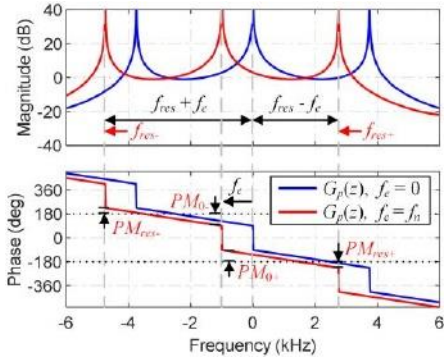 Magnitude (dB)
40
20
0
-20
-40
f_res + f_e
f_res - f_e
f_res-
f_res+
Phase (deg)
360
180
0
-180
-360
PM_0-
f_e
G_p(z), f_e = 0
G_p(z), f_e = f_n
PM_res-
PM_res+
PM_0+
-6 -4 -2 0 2 4 6
Frequency (kHz)